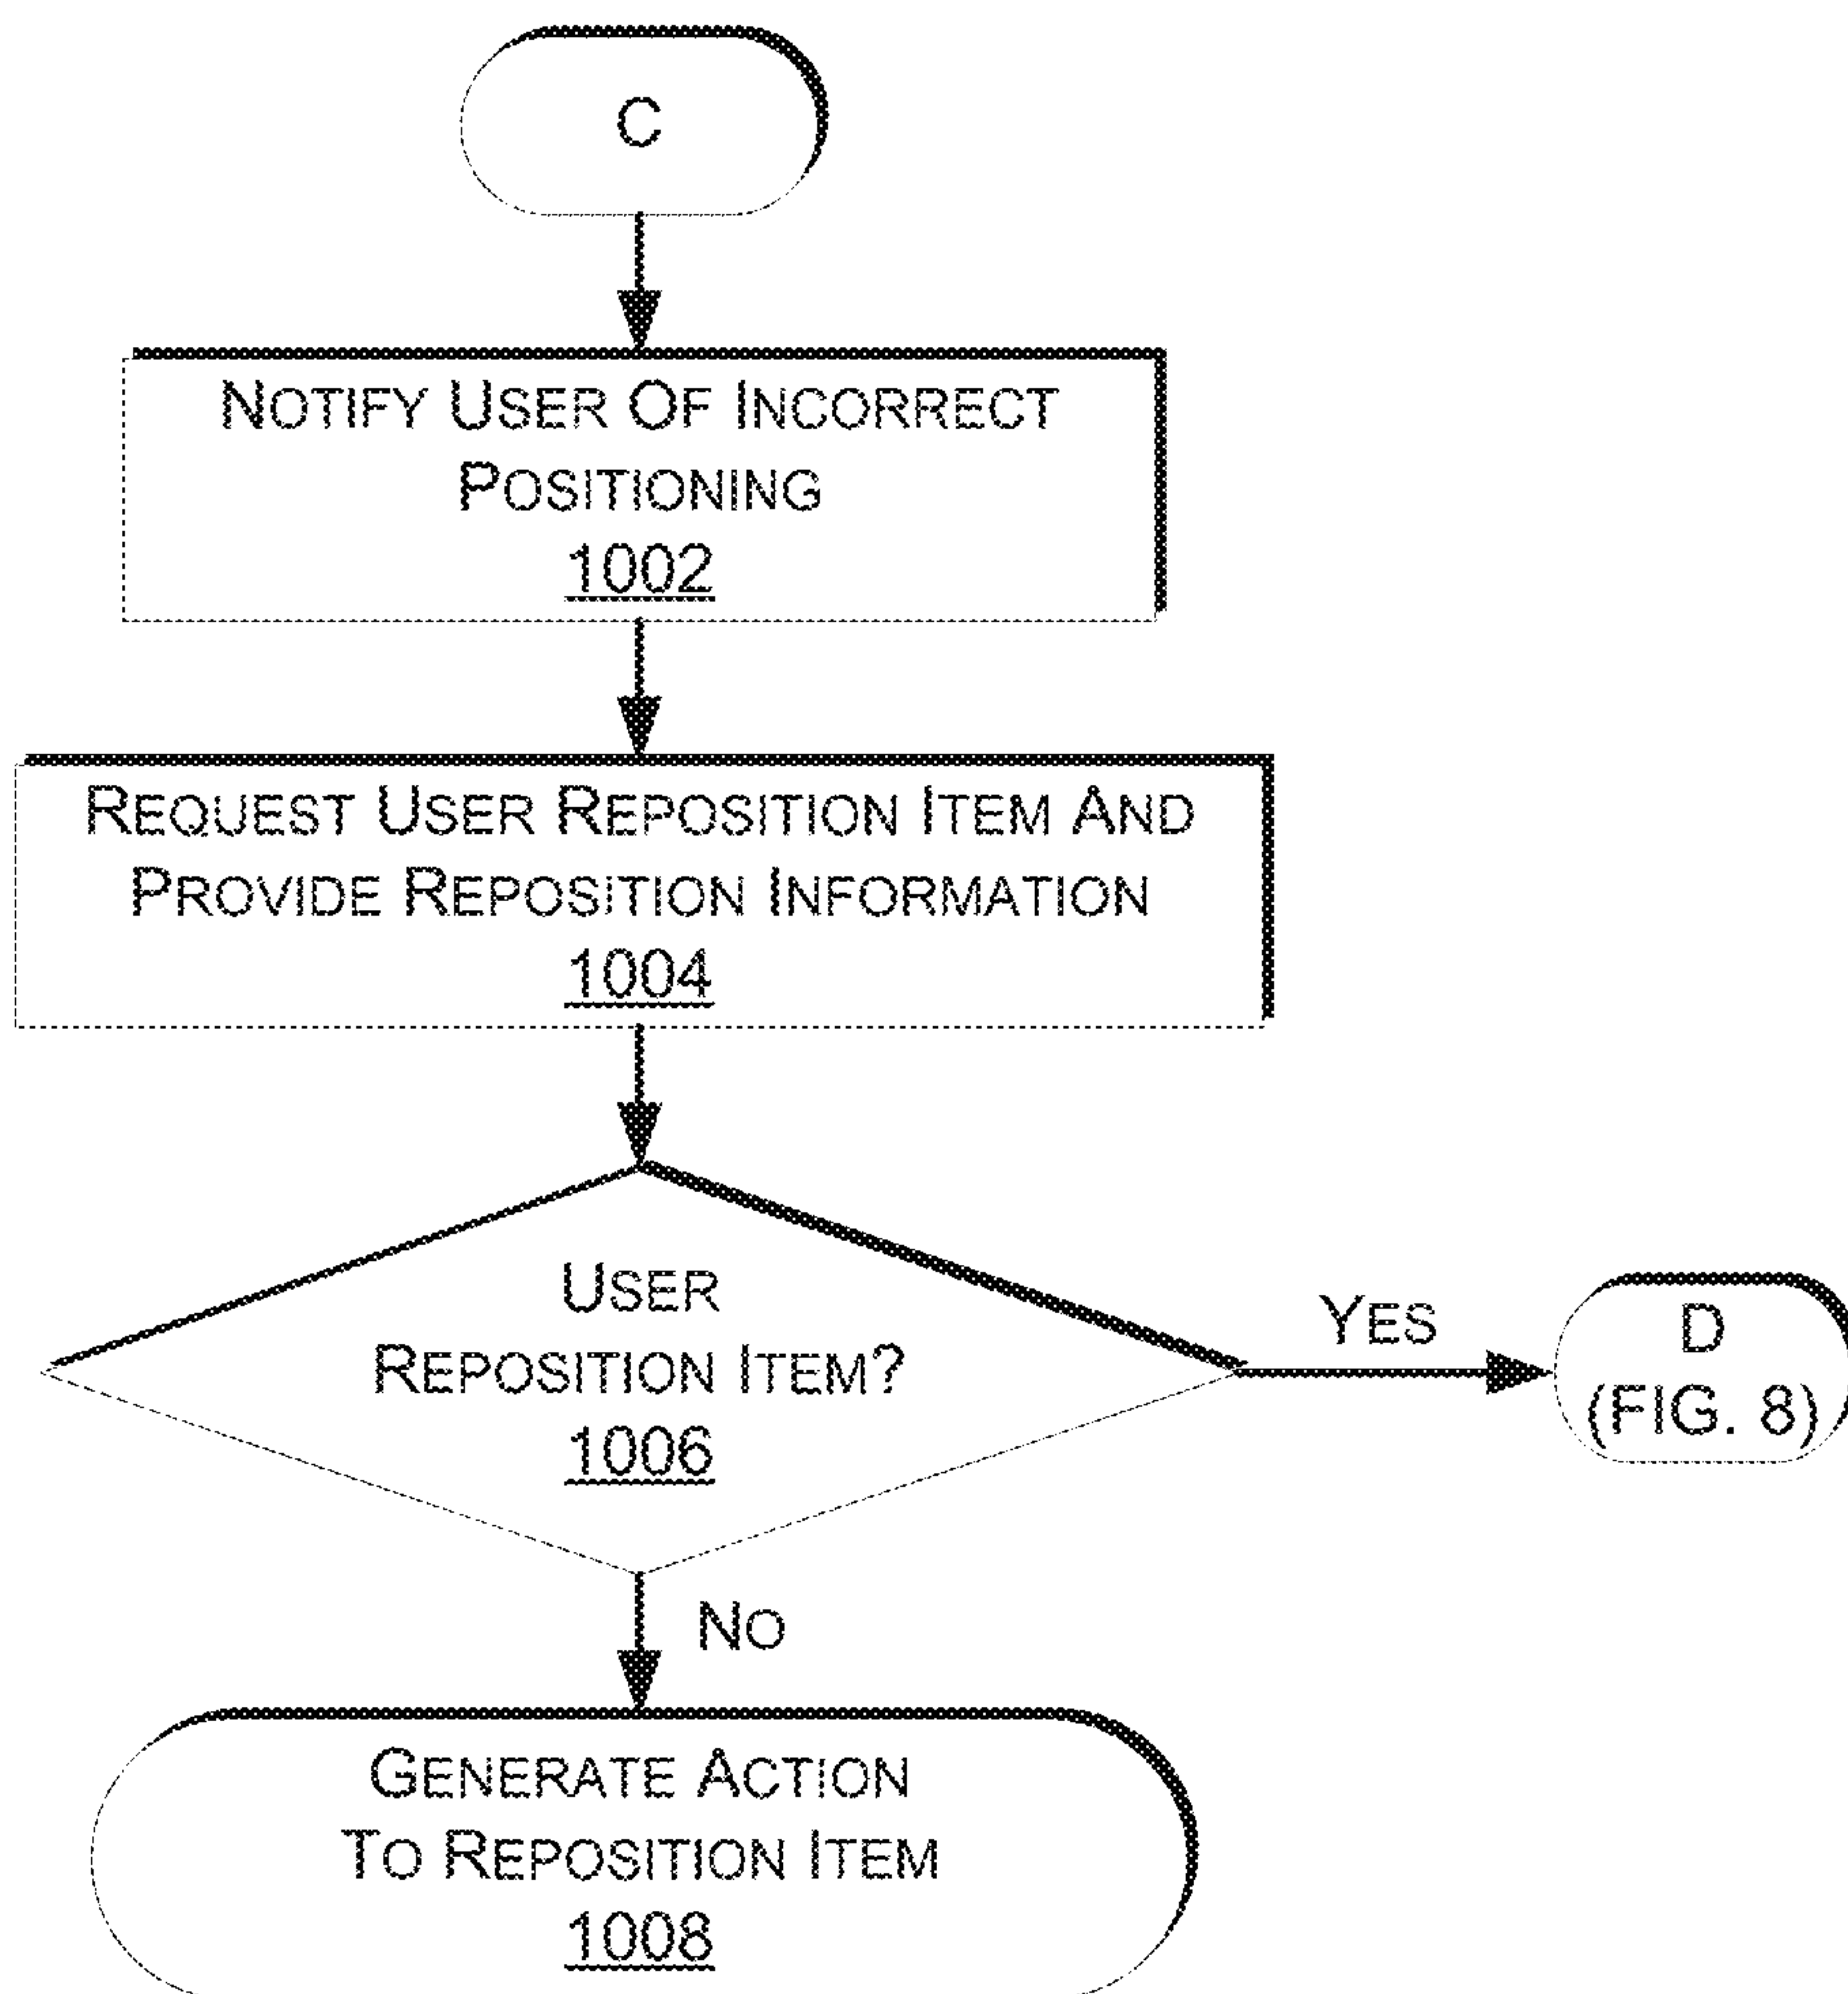 C
NOTIFY USER OF INCORRECT
POSITIONING
1002
REQUEST USER REPOSITION ITEM AND
PROVIDE REPOSITION INFORMATION
1004
USER
REPOSITION ITEM?
1006
YES
D
(FIG. 8)
NO
GENERATE ACTION
TO REPOSITION ITEM
1008